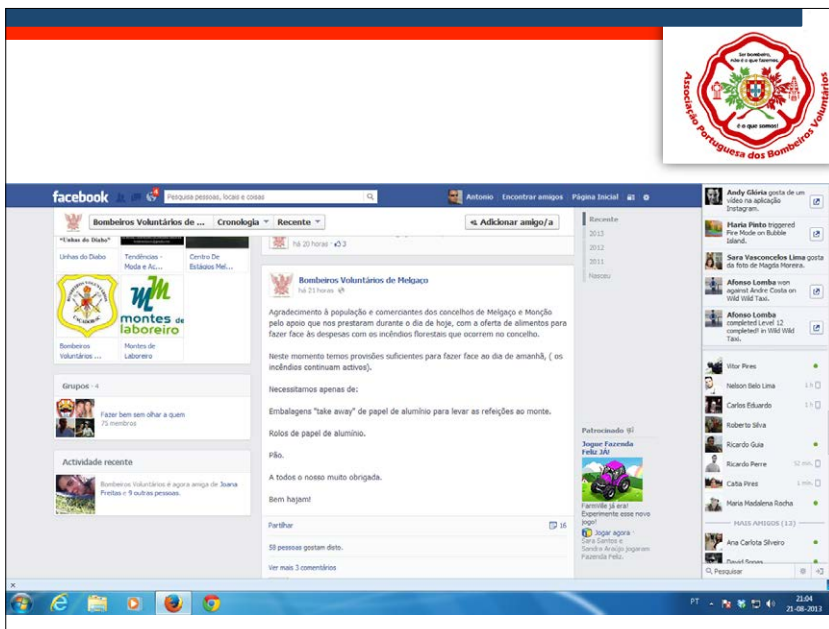 Ser bombeiro,
Não é o que fazemos,
é o que somos!
Associação Portuguesa dos Bombeiros Voluntários
facebook
4
Pesquisa pessoas, locais e coisas
Antonio Encontrar amigos Página Inicial
Bombeiros Voluntários de ... Cronologia Recente
Adicionar amigo/a
"Unhas do Diabo"
Unhas do Diabo
Tendências - Moda e Ac...
Centro De Estágios Mel...
montes de
laboreiro
Bombeiros Voluntários ...
Montes de Laboreiro
Grupos · 4
Fazer bem sem olhar a quem
75 membros
Actividade recente
Bombeiros Voluntários é agora amiga de Joana
Freitas e 9 outras pessoas.
há 20 horas · 3
Bombeiros Voluntários de Melgaço
há 21 horas
Agradecimento à população e comerciantes dos concelhos de Melgaço e Monção
pelo apoio que nos prestaram durante o dia de hoje, com a oferta de alimentos para
fazer face às despesas com os incêndios florestais que ocorrem no concelho.
Neste momento temos provisões suficientes para fazer face ao dia de amanhã, ( os
incêndios continuam activos).
Necessitamos apenas de:
Embalagens "take away" de papel de alumínio para levar as refeições ao monte.
Rolos de papel de alumínio.
Pão.
A todos o nosso muito obrigada.
Bem hajam!
Partilhar
16
58 pessoas gostam disto.
Ver mais 3 comentários
Recente
2013
2012
2011
Nasceu
Patrocinado
Jogue Fazenda
Feliz JÁ!
Farmville já era!
Experimente esse novo
jogo!
Jogar agora ·
Sara Santos e
Sandro Araújo jogaram
Fazenda Feliz.
Andy Glória gosta de um
vídeo na aplicação
Instagram.
Maria Pinto triggered
Fire Mode on Bubble
Island.
Sara Vasconcelos Lima gosta
da foto de Magda Moreira.
Afonso Lomba won
against Andre Costa on
Wild Wild Taxi.
Afonso Lomba
completed Level 12
completed! in Wild Wild
Taxi.
Vitor Pires
Nelson Belo Lima 1 h
Carlos Eduardo 1 h
Roberto Silva
Ricardo Guia
Ricardo Perre 52 min.
Catia Pires 1 min.
Maria Madalena Rocha
MAIS AMIGOS (12)
Ana Carlota Silveiro
Pesquisar
x
PT
21:04
21-08-2013